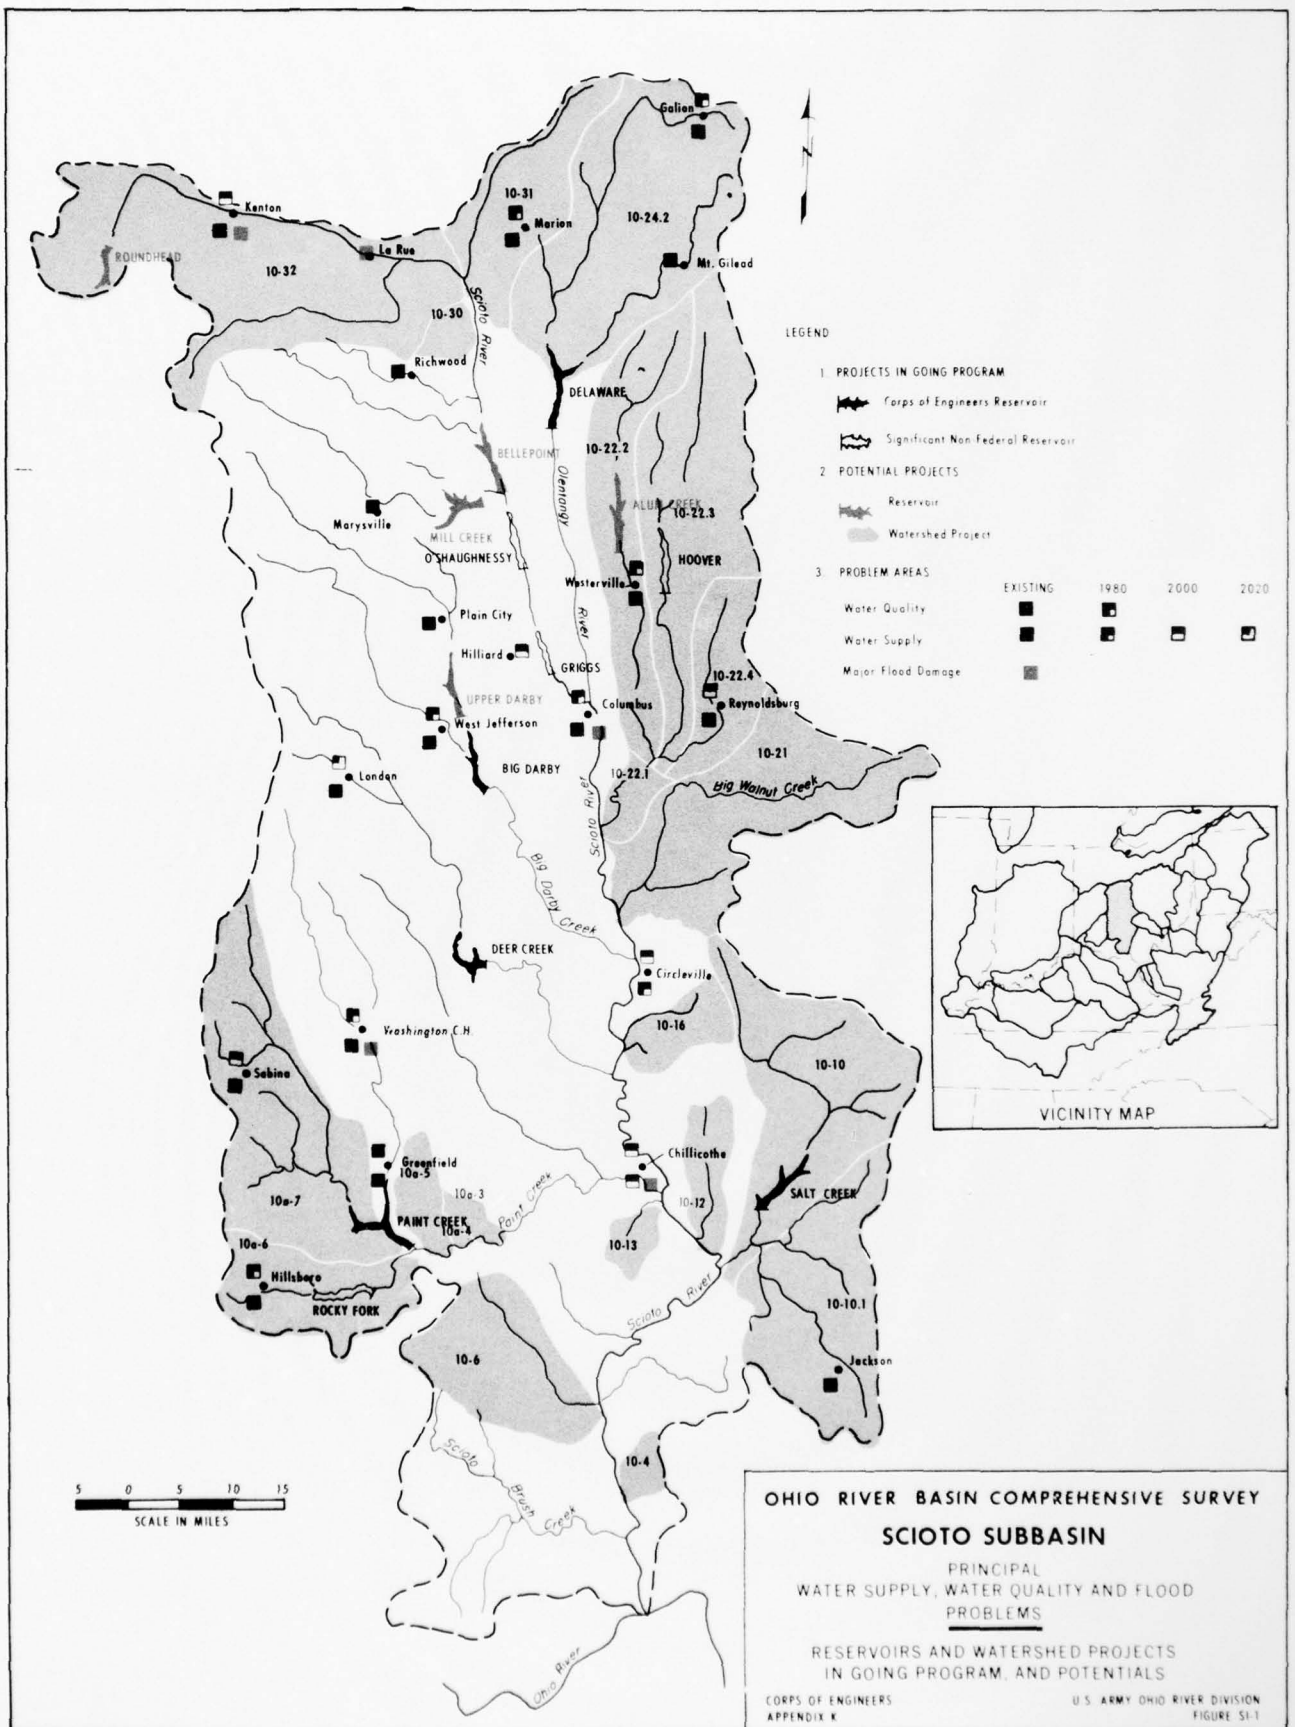 Galion
N
10-31
Kenton
Marion
10-24.2
La Rue
ROUNDHEAD
10-32
Mt. Gilead
Scioto River
10-30
LEGEND
Richwood
1 PROJECTS IN GOING PROGRAM
DELAWARE
Corps of Engineers Reservoir
Significant Non Federal Reservoir
10-22.2
BELLEPOINT
2 POTENTIAL PROJECTS
Olentangy River
Reservoir
ALUM CREEK
10-22.3
Marysville
MILL CREEK
Watershed Project
O'SHAUGHNESSY
HOOVER
3 PROBLEM AREAS
Westerville
EXISTING 1980 2000 2020
Water Quality
Plain City
Water Supply
Hilliard
GRIGGS
10-22.4
Major Flood Damage
UPPER DARBY
Columbus
Reynoldsburg
West Jefferson
10-21
BIG DARBY
10-22.1
London
Big Walnut Creek
Scioto River
Big Darby Creek
DEER CREEK
Circleville
Washington C.H.
10-16
Sabina
10-10
VICINITY MAP
Chillicothe
Greenfield
10a-5
10a-7
10a-3
Paint Creek
10-12
SALT CREEK
PAINT CREEK
10a-4
10a-6
10-13
Hillsboro
ROCKY FORK
Scioto River
10-10.1
10-6
Jackson
Scioto Brush Creek
10-4
5 0 5 10 15
SCALE IN MILES
Ohio River
OHIO RIVER BASIN COMPREHENSIVE SURVEY
SCIOTO SUBBASIN
PRINCIPAL
WATER SUPPLY, WATER QUALITY AND FLOOD
PROBLEMS
RESERVOIRS AND WATERSHED PROJECTS
IN GOING PROGRAM, AND POTENTIALS
CORPS OF ENGINEERS
U.S. ARMY OHIO RIVER DIVISION
APPENDIX K
FIGURE SI-1